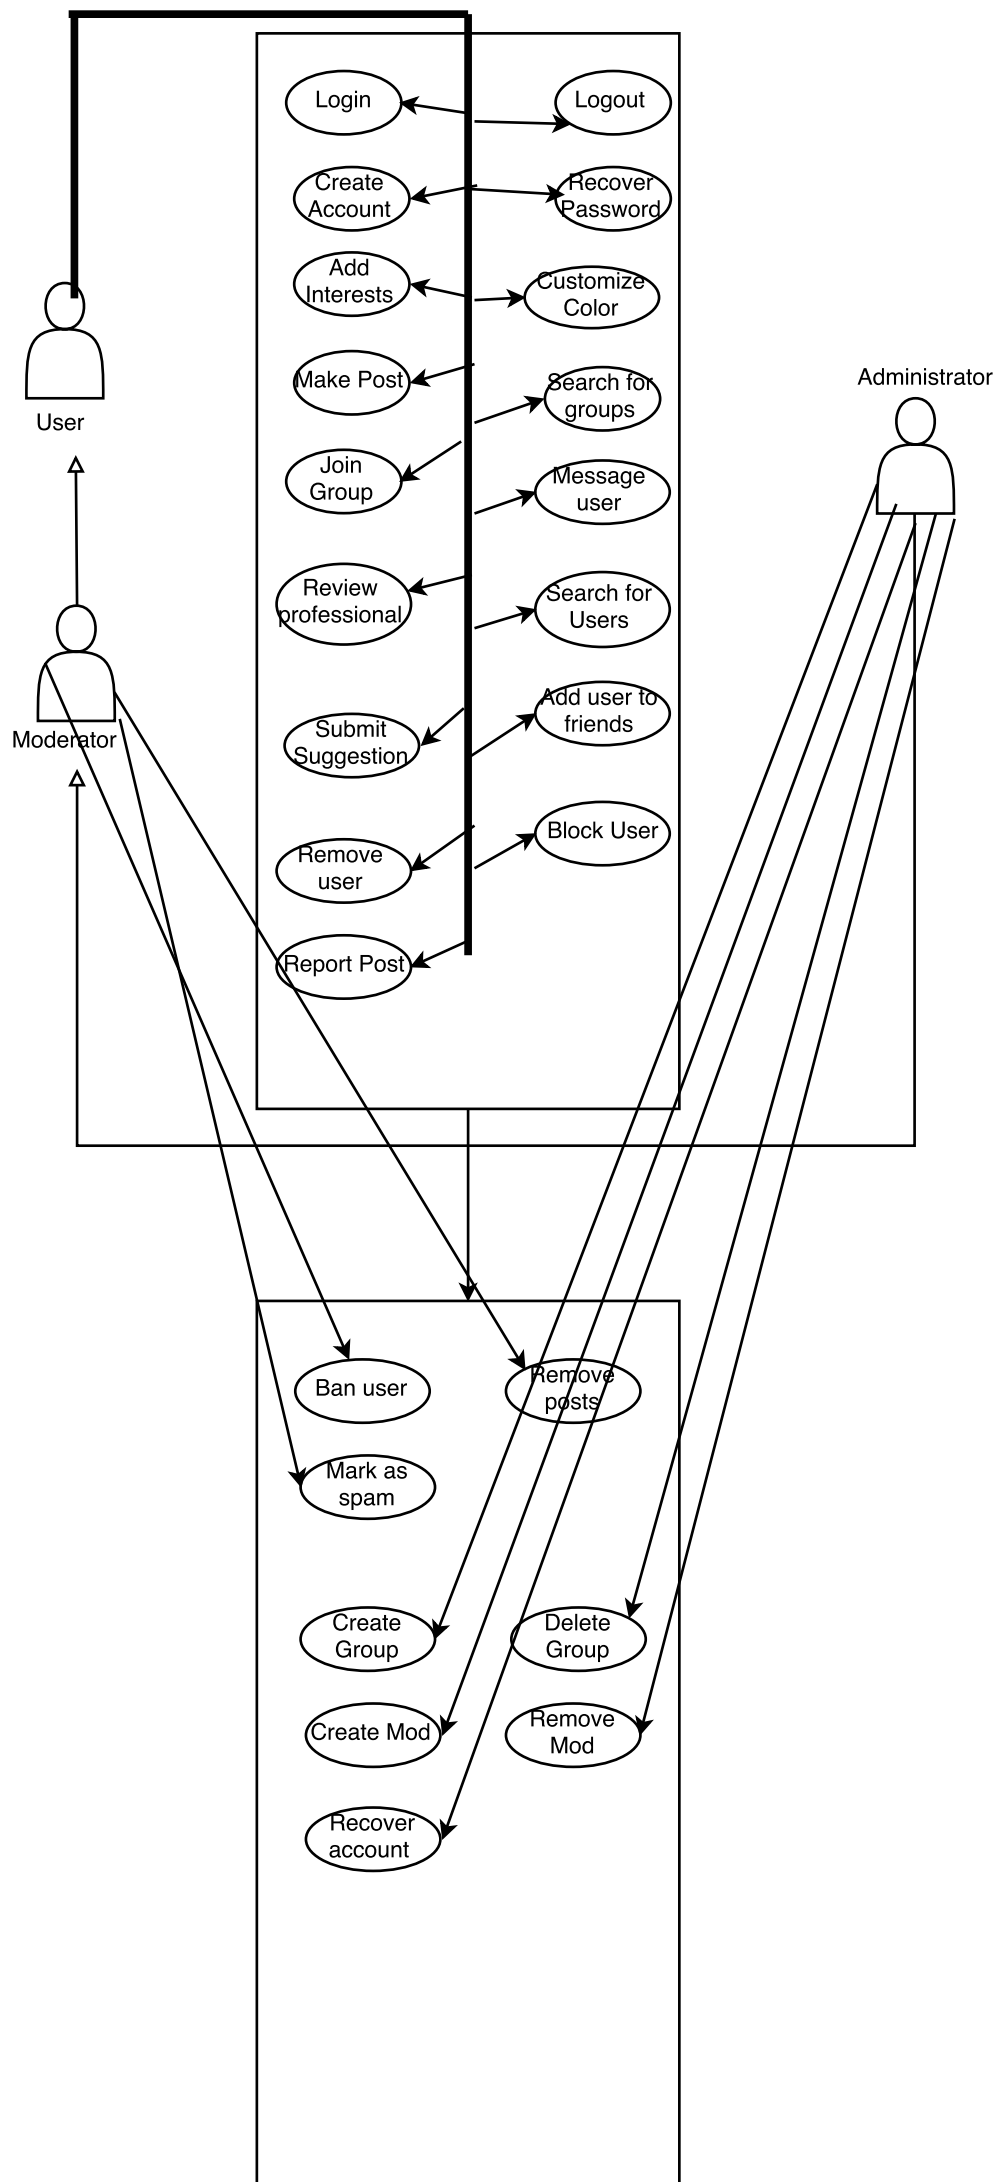 Login
Logout
Create
Account
Recover
Password
Add
Interests
Customize
Color
Make Post
Search for
groups
User
Administrator
Join
Group
Message
user
Review
professional
Search for
Users
Moderator
Submit
Suggestion
Add user to
friends
Remove
user
Block User
Report Post
Ban user
Remove
posts
Mark as
spam
Create
Group
Delete
Group
Create Mod
Remove
Mod
Recover
account